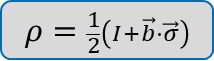 ρ = 1/2(I+b⃗·σ⃗)